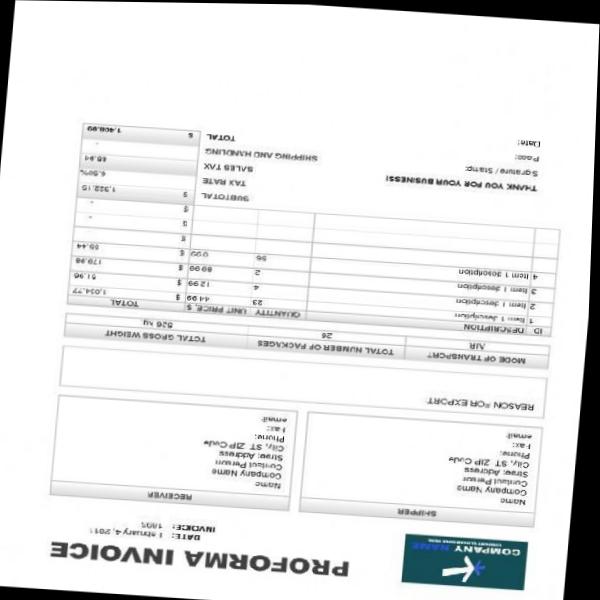 COMPANY NAME
PROFORMA INVOICE
DATE: February 4, 201
INVOICE:
SHIPPER
Name
Company Name
Contact Person
Street Address
City, ST ZIP Code
Phone:
Fax:
email:
RECEIVER
Name
Company Name
Contact Person
Street Address
City, ST ZIP Code
Phone:
Fax:
email:
REASON FOR EXPORT
MODE OF TRANSPORT TOTAL NUMBER OF PACKAGES TOTAL GROSS WEIGHT
AIR 26 526 kg
ID DESCRIPTION QUANTITY UNIT PRICE, $ TOTAL
1 Item 1 description 23 44.99 $ 1,034.77
2 Item 1 description 4 12.99 $ 51.96
3 Item 1 description 2 89.99 $ 179.98
4 Item 1 description 56 0.99 $ 55.44
$ -
$ -
$ -
THANK YOU FOR YOUR BUSINESS!
Signature / Stamp:
Place:
Date:
SUBTOTAL $ 1,322.15
TAX RATE 6.50%
SALES TAX 85.94
SHIPPING AND HANDLING -
TOTAL $ 1,408.99